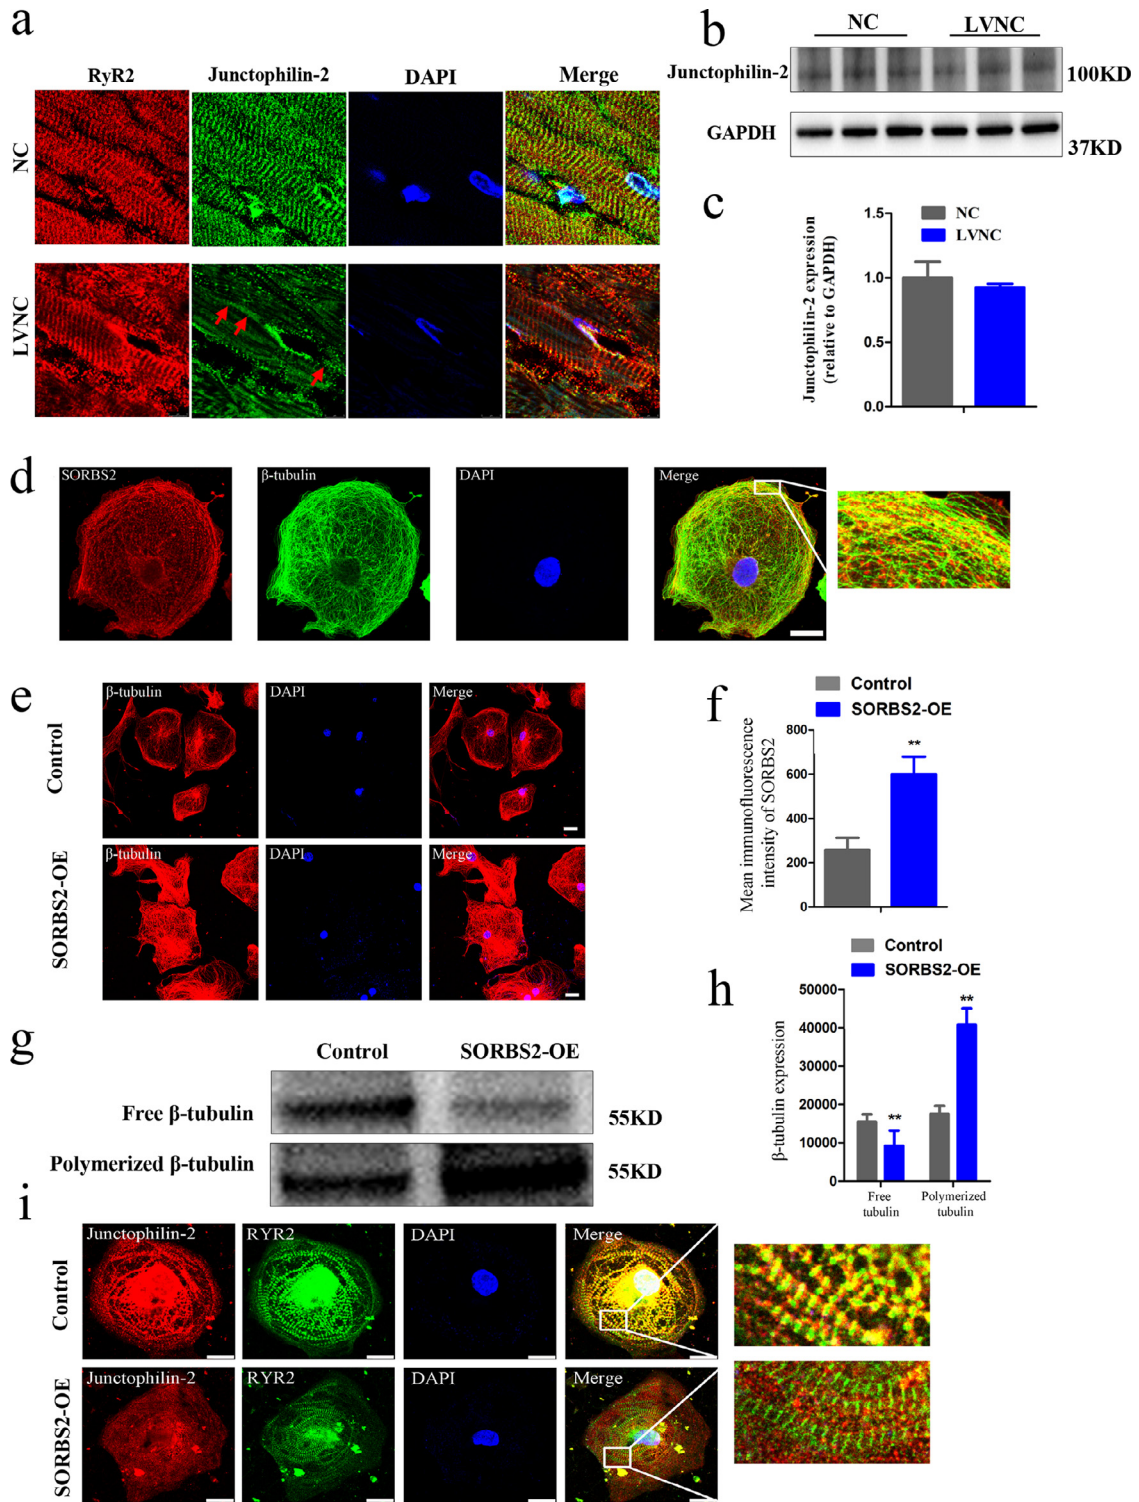 a
RyR2 Junctophilin-2 DAPI Merge
NC
LVNC
b
NC LVNC
Junctophilin-2 100KD
GAPDH 37KD
c
NC
LVNC
Junctophilin-2 expression
(relative to GAPDH)
1.5
1.0
0.5
0.0
d
SORBS2 β-tubulin DAPI Merge
e
Control
β-tubulin DAPI Merge
SORBS2-OE
β-tubulin DAPI Merge
f
Control
SORBS2-OE
Mean immunofluorescence
intensity of SORBS2
800
600
400
200
0
**
g
Control SORBS2-OE
Free β-tubulin 55KD
Polymerized β-tubulin 55KD
h
Control
SORBS2-OE
β-tubulin expression
50000
40000
30000
20000
10000
0
**
**
Free
tubulin
Polymerized
tubulin
i
Control
Junctophilin-2 RYR2 DAPI Merge
SORBS2-OE
Junctophilin-2 RYR2 DAPI Merge